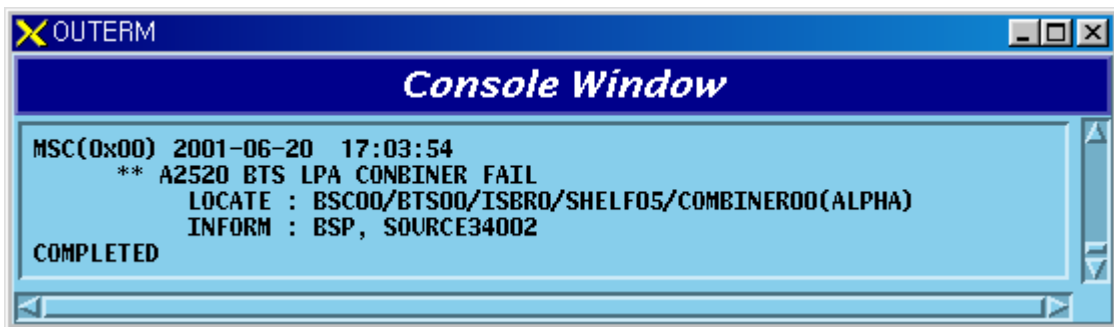 OUTERM
Console Window
MSC(0x00) 2001-06-20 17:03:54
** A2520 BTS LPA CONBINER FAIL
LOCATE : BSC00/BTS00/ISBR0/SHELF05/COMBINER00(ALPHA)
INFORM : BSP, SOURCE34002
COMPLETED